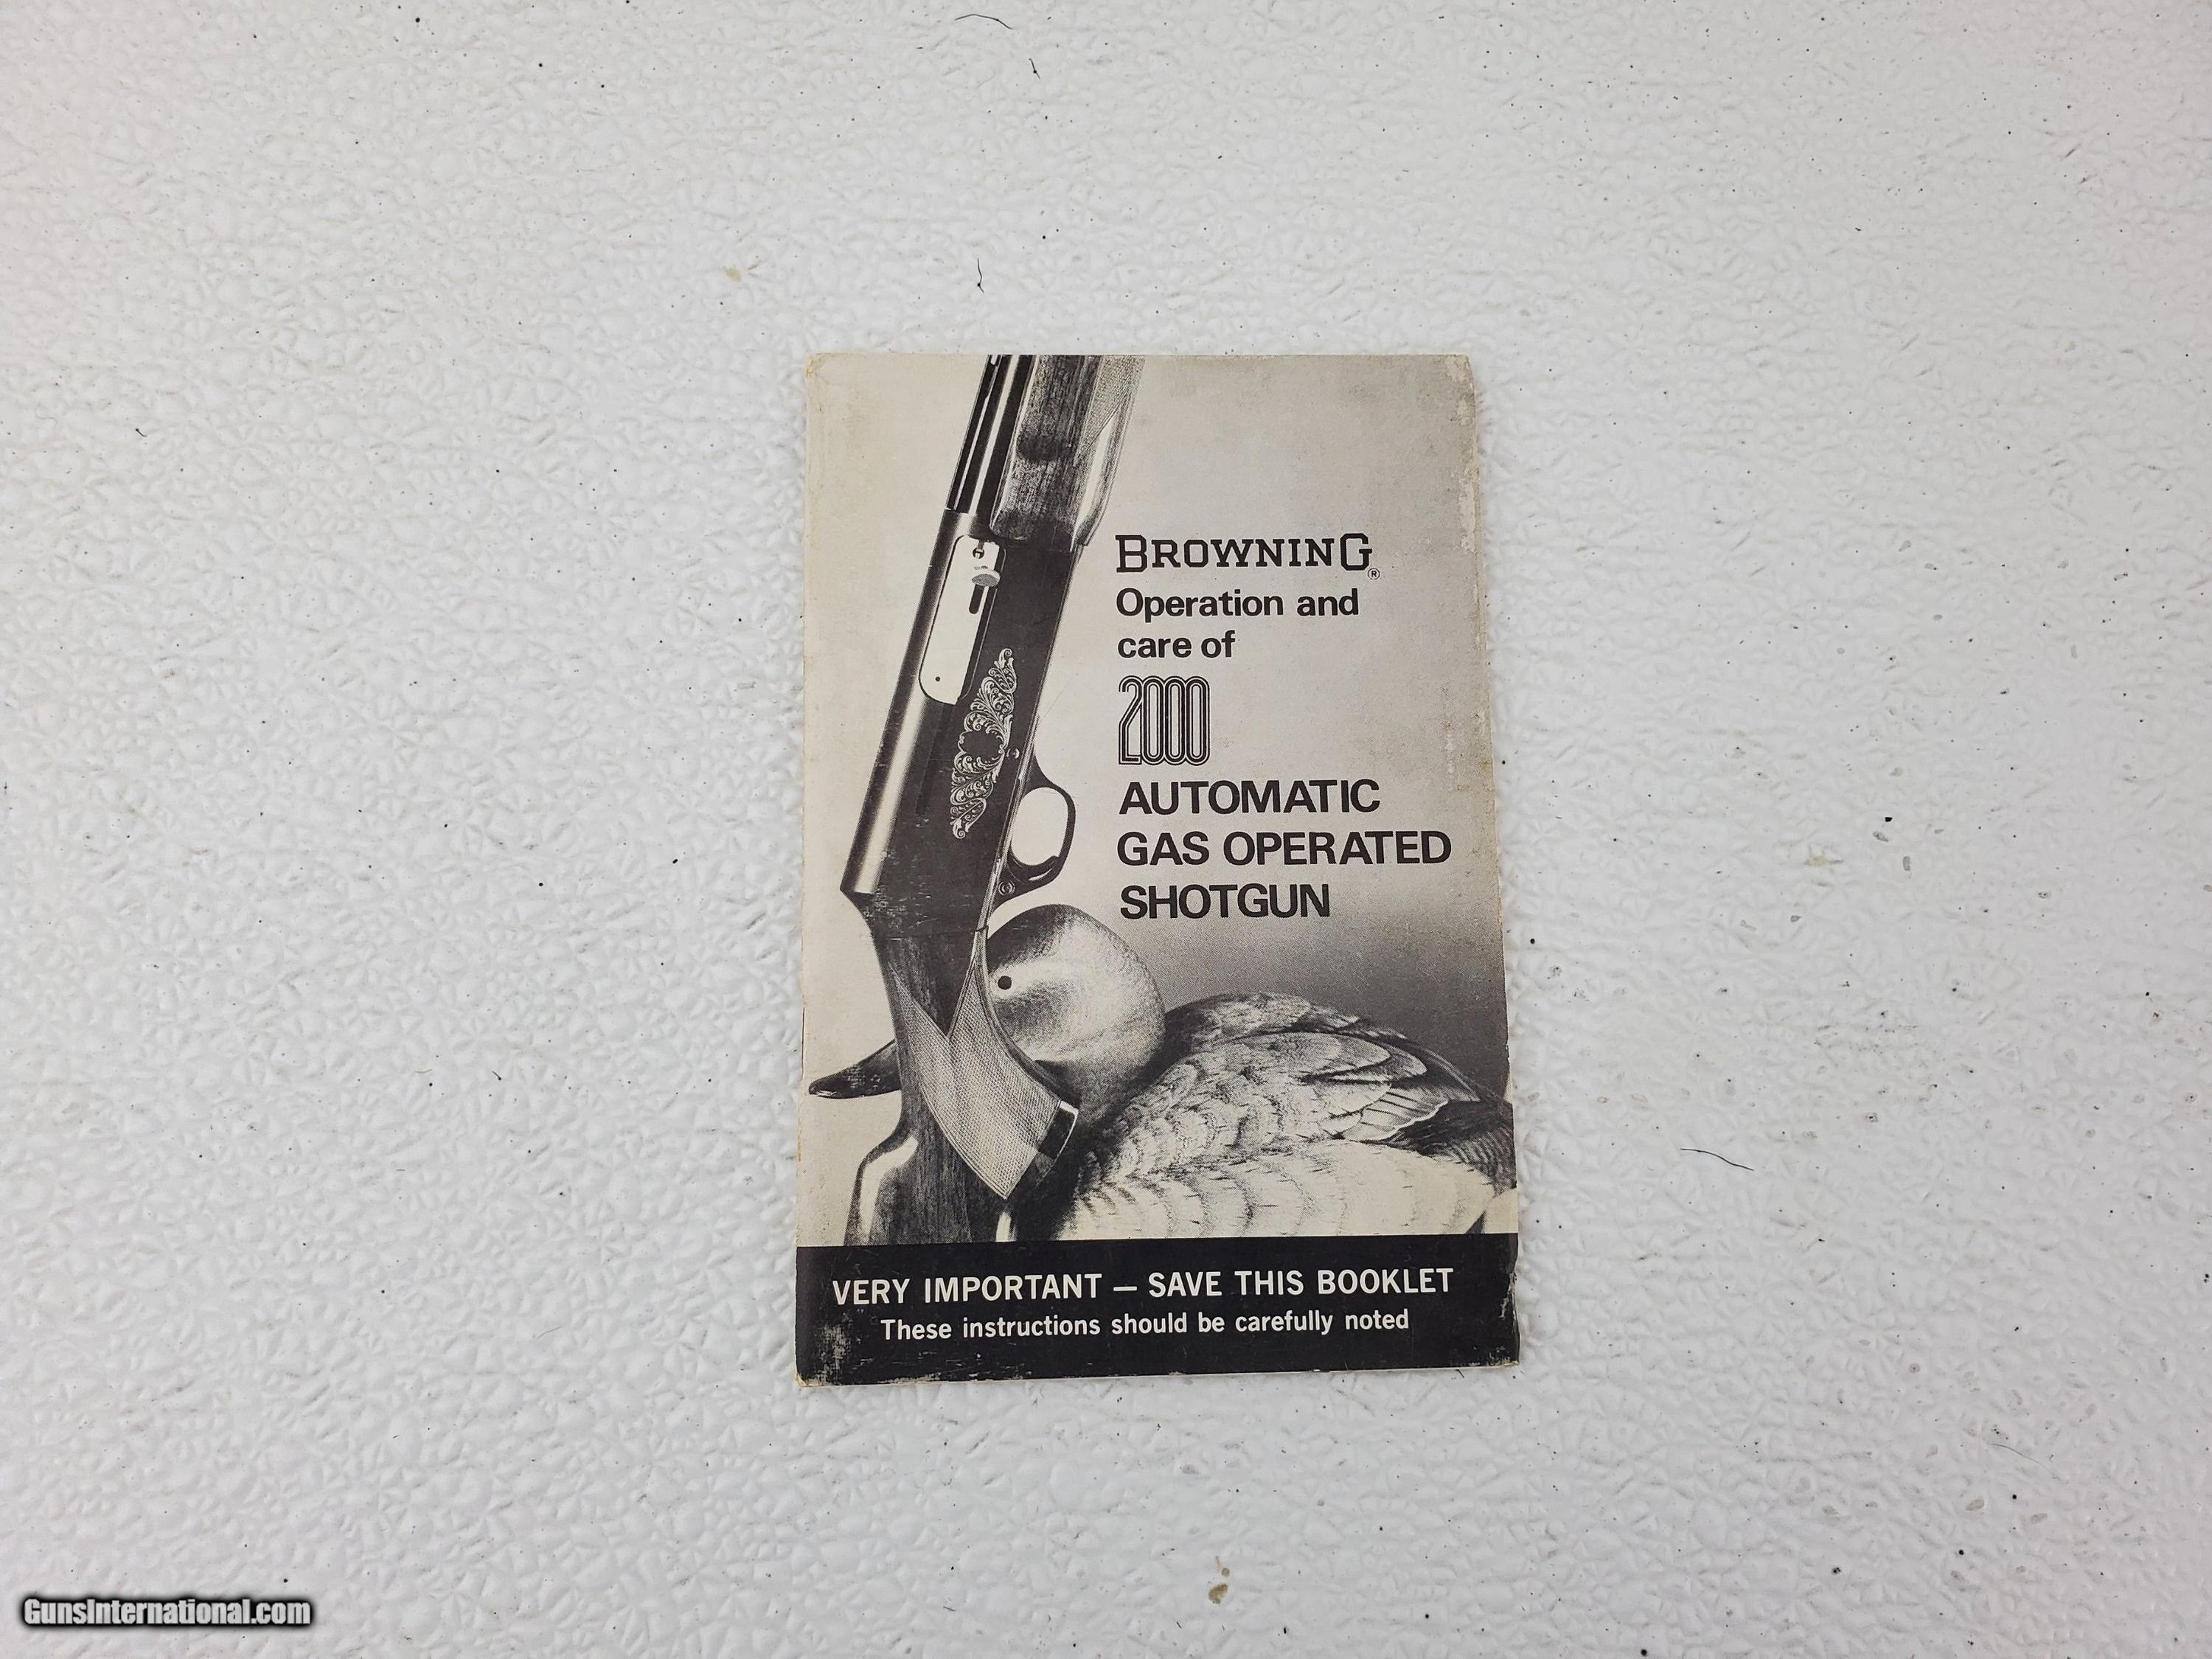 BROWNING®
Operation and
care of
2000
AUTOMATIC
GAS OPERATED
SHOTGUN
VERY IMPORTANT — SAVE THIS BOOKLET
These instructions should be carefully noted
GunsInternational.com